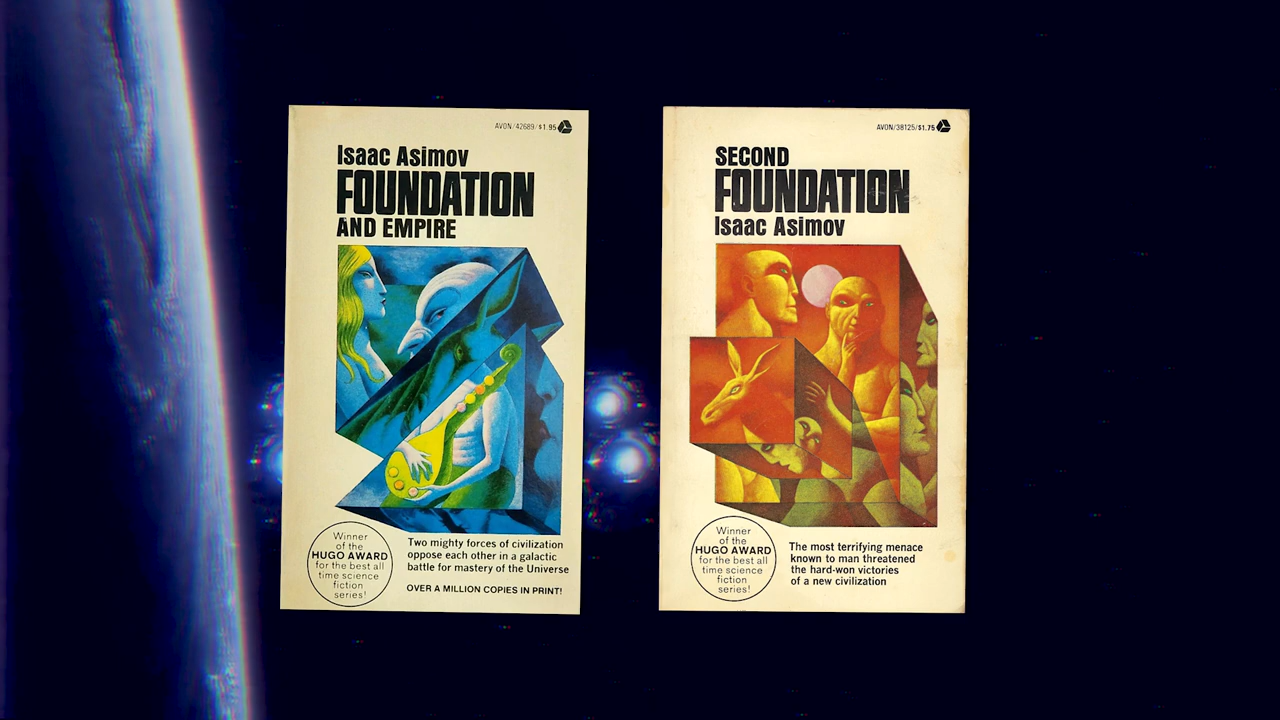 AVON/42689/$1.95
Isaac Asimov
FOUNDATION
AND EMPIRE
Winner
of the
HUGO AWARD
for the best all
time science
fiction
series!
Two mighty forces of civilization
oppose each other in a galactic
battle for mastery of the Universe
OVER A MILLION COPIES IN PRINT!
AVON/38125/$1.75
SECOND
FOUNDATION
Isaac Asimov
Winner
of the
HUGO AWARD
for the best all
time science
fiction
series!
The most terrifying menace
known to man threatened
the hard-won victories
of a new civilization